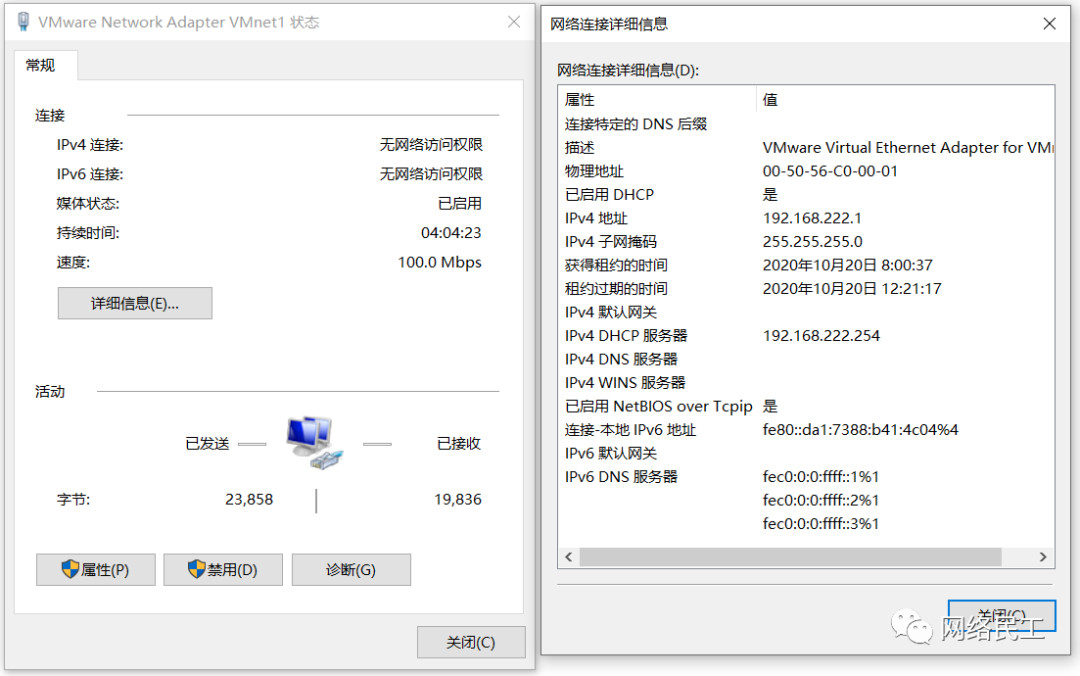 VMware Network Adapter VMnet1 状态
常规
连接
IPv4 连接: 无网络访问权限
IPv6 连接: 无网络访问权限
媒体状态: 已启用
持续时间: 04:04:23
速度: 100.0 Mbps
详细信息(E)...
活动
已发送 已接收
字节: 23,858 19,836
属性(P) 禁用(D) 诊断(G)
关闭(C)
网络连接详细信息
网络连接详细信息(D):
属性 值
连接特定的 DNS 后缀
描述 VMware Virtual Ethernet Adapter for VM
物理地址 00-50-56-C0-00-01
已启用 DHCP 是
IPv4 地址 192.168.222.1
IPv4 子网掩码 255.255.255.0
获得租约的时间 2020年10月20日 8:00:37
租约过期的时间 2020年10月20日 12:21:17
IPv4 默认网关
IPv4 DHCP 服务器 192.168.222.254
IPv4 DNS 服务器
IPv4 WINS 服务器
已启用 NetBIOS over Tcpip 是
连接-本地 IPv6 地址 fe80::da1:7388:b41:4c04%4
IPv6 默认网关
IPv6 DNS 服务器 fec0:0:0:ffff::1%1
fec0:0:0:ffff::2%1
fec0:0:0:ffff::3%1
关闭(C)
网络民工